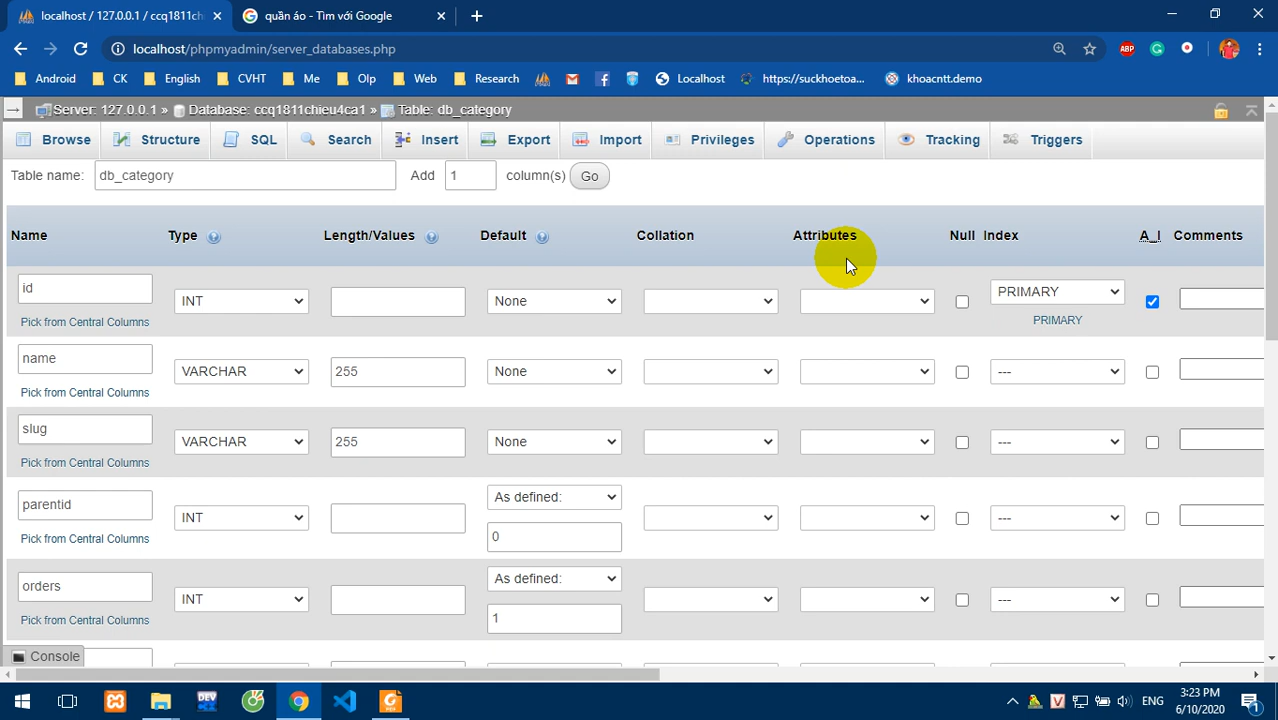 localhost / 127.0.0.1 / ccq1811ch
quần áo - Tìm với Google
localhost/phpmyadmin/server_databases.php
ABP
Android CK English CVHT Me Olp Web Research Localhost https://suckhoetoa... khoacntt.demo
Server: 127.0.0.1 » Database: ccq1811chieu4ca1 » Table: db_category
Browse Structure SQL Search Insert Export Import Privileges Operations Tracking Triggers
Table name: db_category Add 1 column(s) Go
Name Type Length/Values Default Collation Attributes Null Index A_I Comments
id INT None PRIMARY
Pick from Central Columns PRIMARY
name VARCHAR 255 None ---
Pick from Central Columns
slug VARCHAR 255 None ---
Pick from Central Columns
parentid INT As defined: ---
0
Pick from Central Columns
orders INT As defined: ---
1
Pick from Central Columns
Console
DEV
ENG
3:23 PM
6/10/2020
1